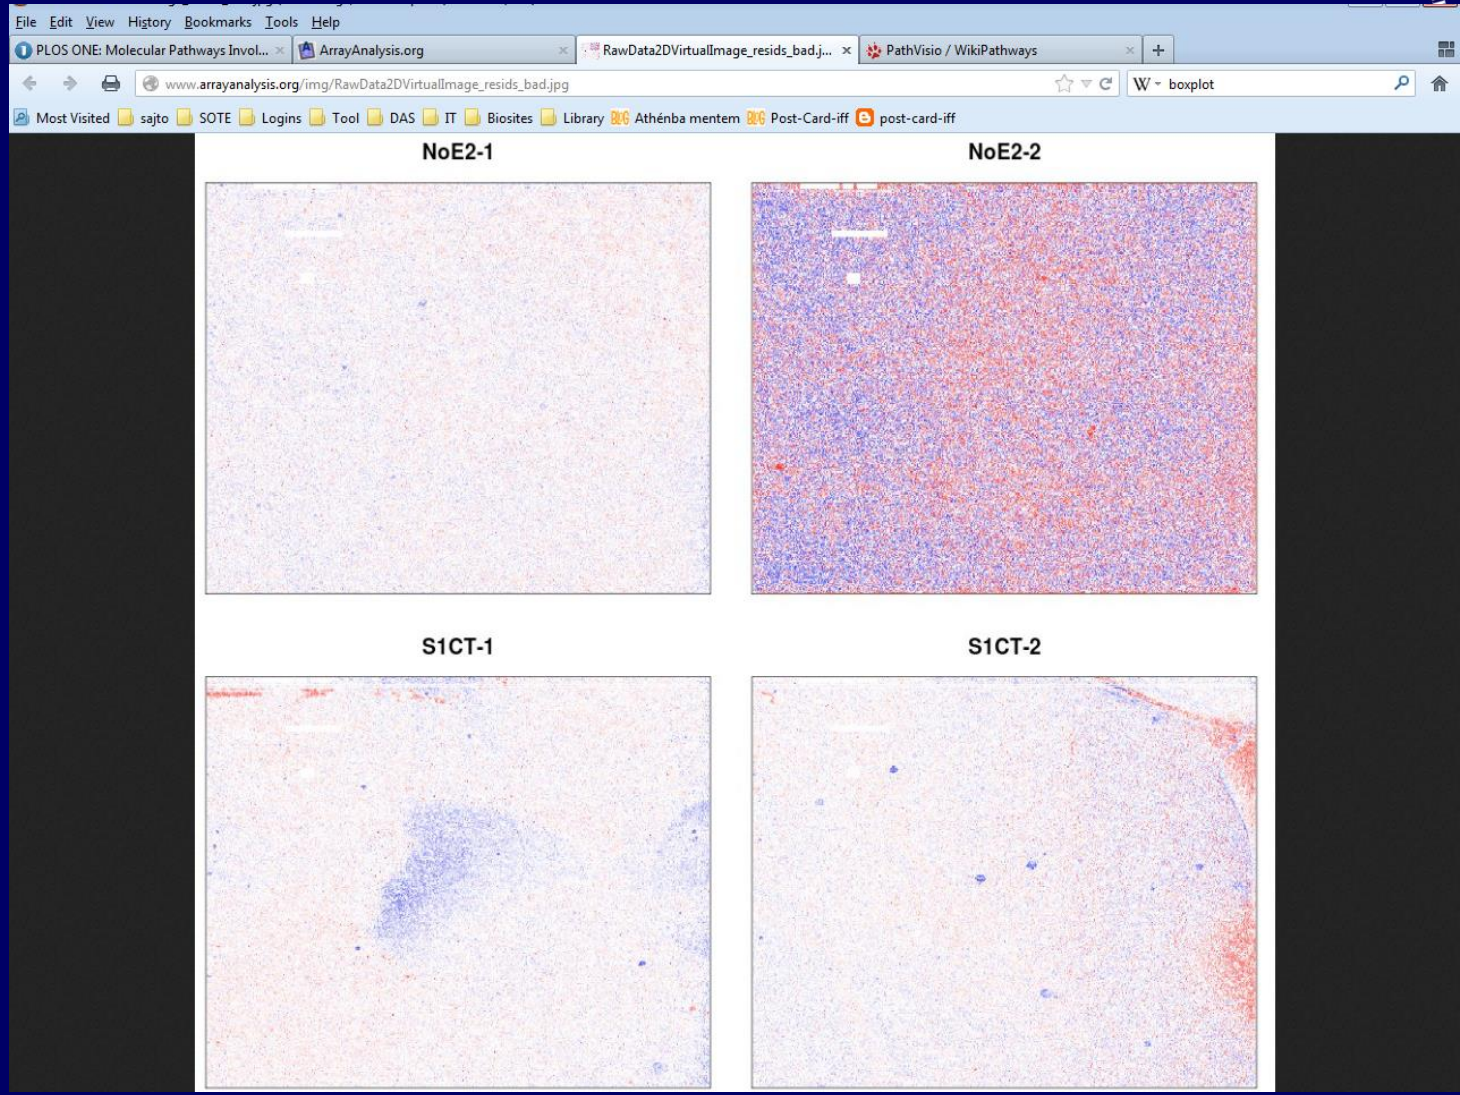 File Edit View History Bookmarks Tools Help
PLOS ONE: Molecular Pathways Invol... ArrayAnalysis.org RawData2DVirtualImage_resids_bad.j... PathVisio / WikiPathways
www.arrayanalysis.org/img/RawData2DVirtualImage_resids_bad.jpg W boxplot
Most Visited sajto SOTE Logins Tool DAS IT Biosites Library BLOG Athénba mentem BLOG Post-Card-iff post-card-iff
NoE2-1 NoE2-2
S1CT-1 S1CT-2